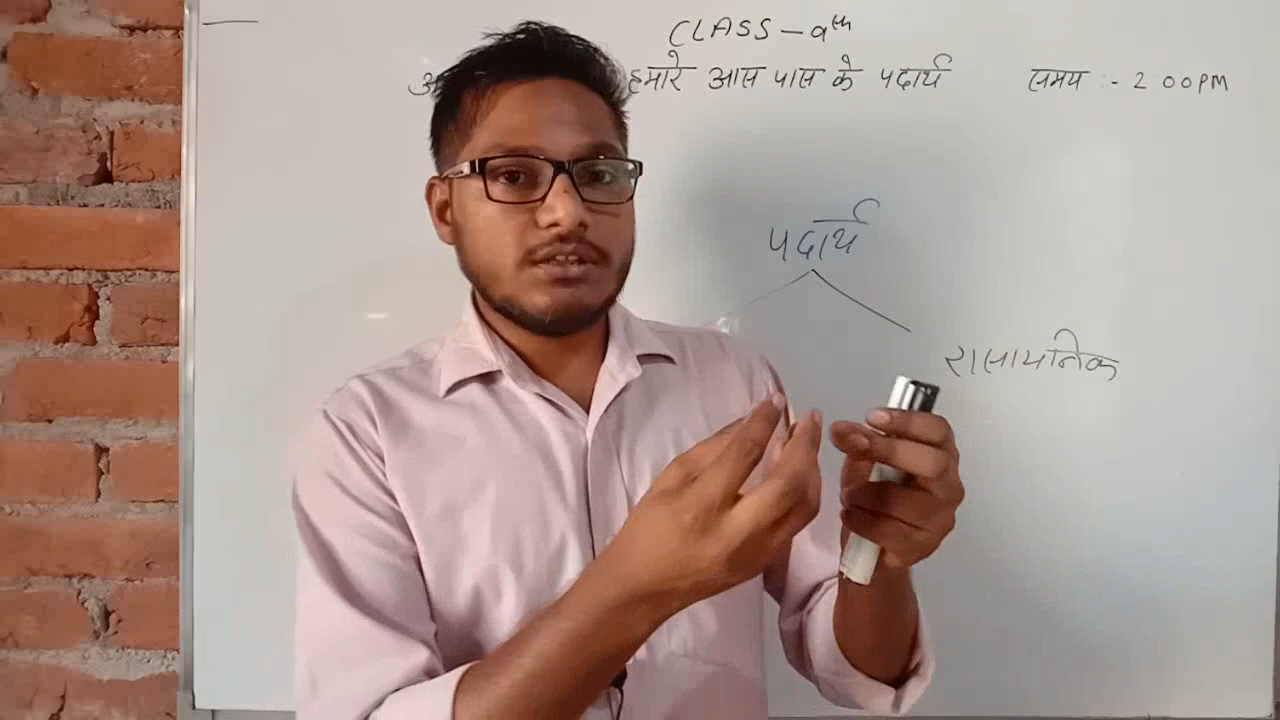 CLASS - 9th
हमारे आस पास के पदार्थ समय :- 2 00PM
पदार्थ
रासायनिक